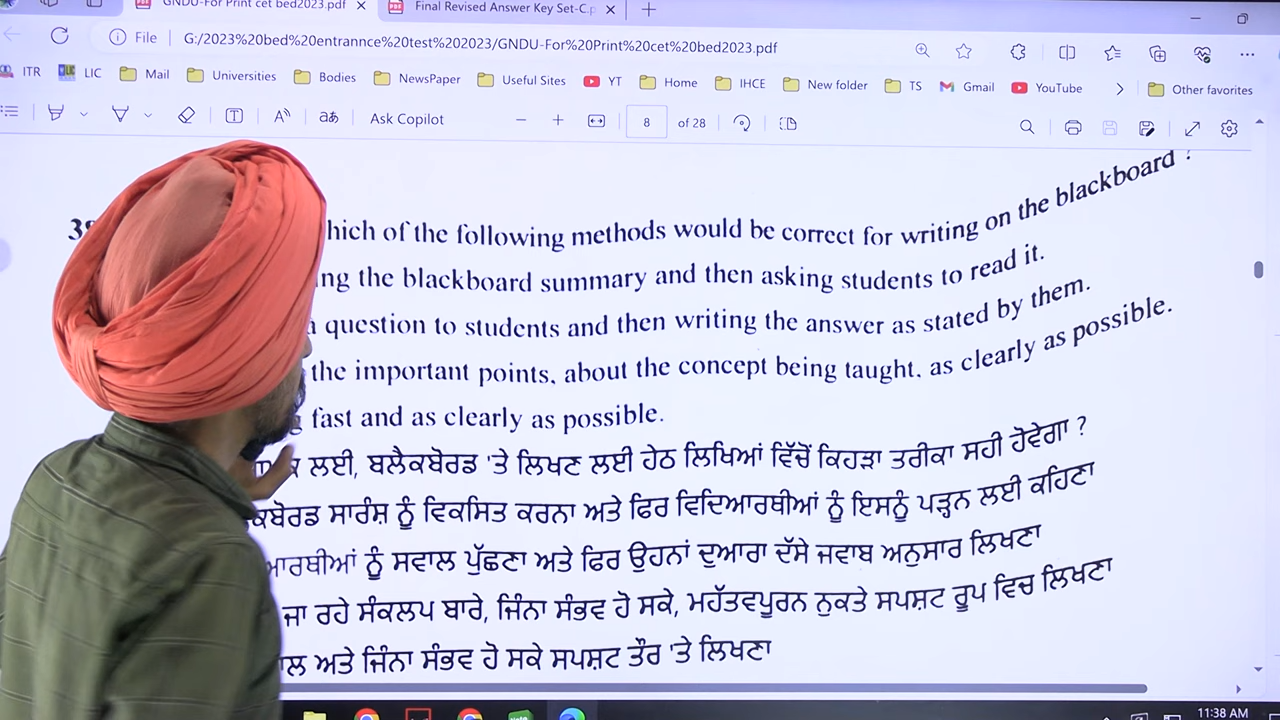 GNDU-For Print cet bed2023.pdf
Final Revised Answer Key Set-C.p
File G:/2023%20bed%20entrannce%20test%202023/GNDU-For%20Print%20cet%20bed2023.pdf
ITR LIC Mail Universities Bodies NewsPaper Useful Sites YT Home IHCE New folder TS Gmail YouTube Other favorites
Ask Copilot 8 of 28
hich of the following methods would be correct for writing on the blackboard ?
ng the blackboard summary and then asking students to read it.
question to students and then writing the answer as stated by them.
the important points, about the concept being taught, as clearly as possible.
fast and as clearly as possible.
ਲਈ, ਬਲੈਕਬੋਰਡ 'ਤੇ ਲਿਖਣ ਲਈ ਹੇਠ ਲਿਖਿਆਂ ਵਿੱਚੋਂ ਕਿਹੜਾ ਤਰੀਕਾ ਸਹੀ ਹੋਵੇਗਾ ?
ਕਬੋਰਡ ਸਾਰੰਸ਼ ਨੂੰ ਵਿਕਸਿਤ ਕਰਨਾ ਅਤੇ ਫਿਰ ਵਿਦਿਆਰਥੀਆਂ ਨੂੰ ਇਸਨੂੰ ਪੜ੍ਹਨ ਲਈ ਕਹਿਣਾ
ਆਰਥੀਆਂ ਨੂੰ ਸਵਾਲ ਪੁੱਛਣਾ ਅਤੇ ਫਿਰ ਉਹਨਾਂ ਦੁਆਰਾ ਦੱਸੇ ਜਵਾਬ ਅਨੁਸਾਰ ਲਿਖਣਾ
ਜਾ ਰਹੇ ਸੰਕਲਪ ਬਾਰੇ, ਜਿੰਨਾ ਸੰਭਵ ਹੋ ਸਕੇ, ਮਹੱਤਵਪੂਰਨ ਨੁਕਤੇ ਸਪਸ਼ਟ ਰੂਪ ਵਿਚ ਲਿਖਣਾ
ਅਤੇ ਜਿੰਨਾ ਸੰਭਵ ਹੋ ਸਕੇ ਸਪਸ਼ਟ ਤੌਰ 'ਤੇ ਲਿਖਣਾ
11:38 AM